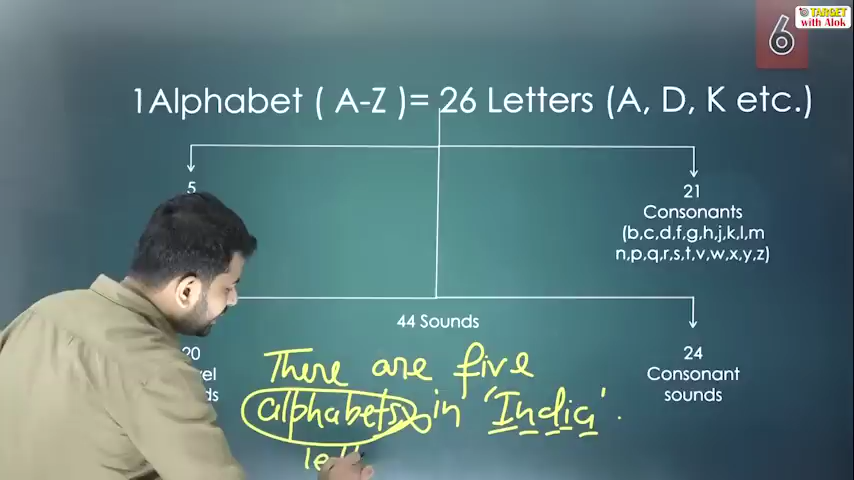 6
TARGET
with Alok
1Alphabet ( A-Z )= 26 Letters (A, D, K etc.)
5
21
Consonants
(b,c,d,f,g,h,j,k,l,m
n,p,q,r,s,t,v,w,x,y,z)
44 Sounds
20
24
Consonant
sounds
There are five
alphabets in 'India'.